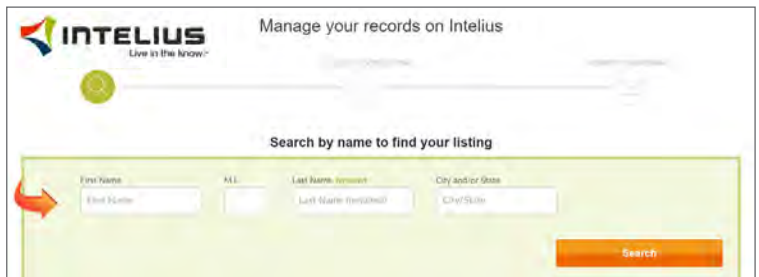 INTELIUS
Live in the know.
Manage your records on Intelius
Search by name to find your listing
First Name
M.I.
Last Name (required)
City and/or State
First Name
Last Name (required)
City/State
Search